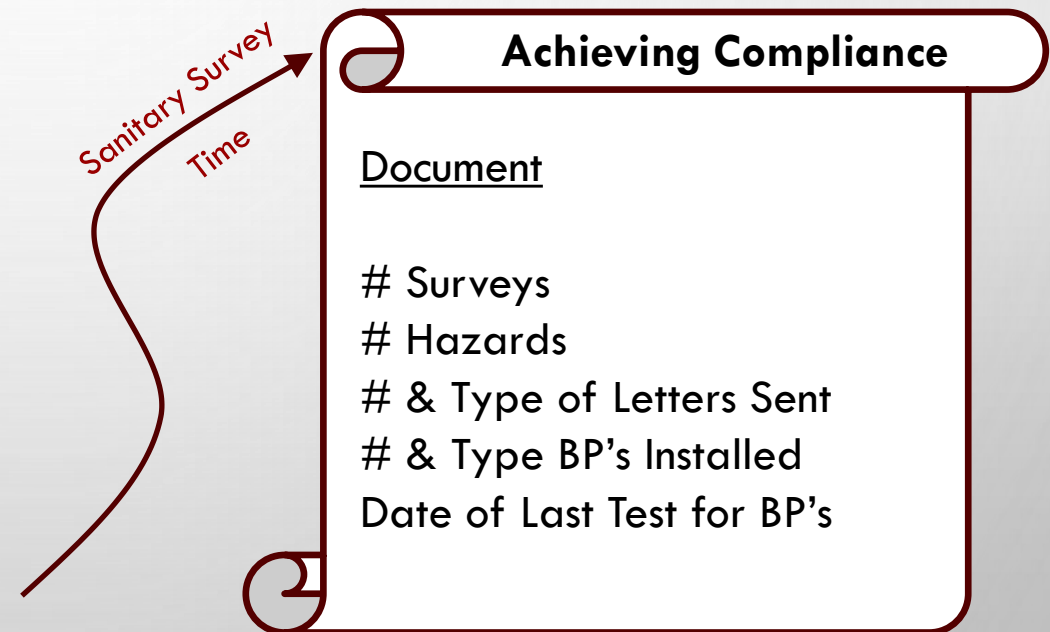 Sanitary Survey
Time
Achieving Compliance
Document
# Surveys
# Hazards
# & Type of Letters Sent
# & Type BP’s Installed
Date of Last Test for BP’s